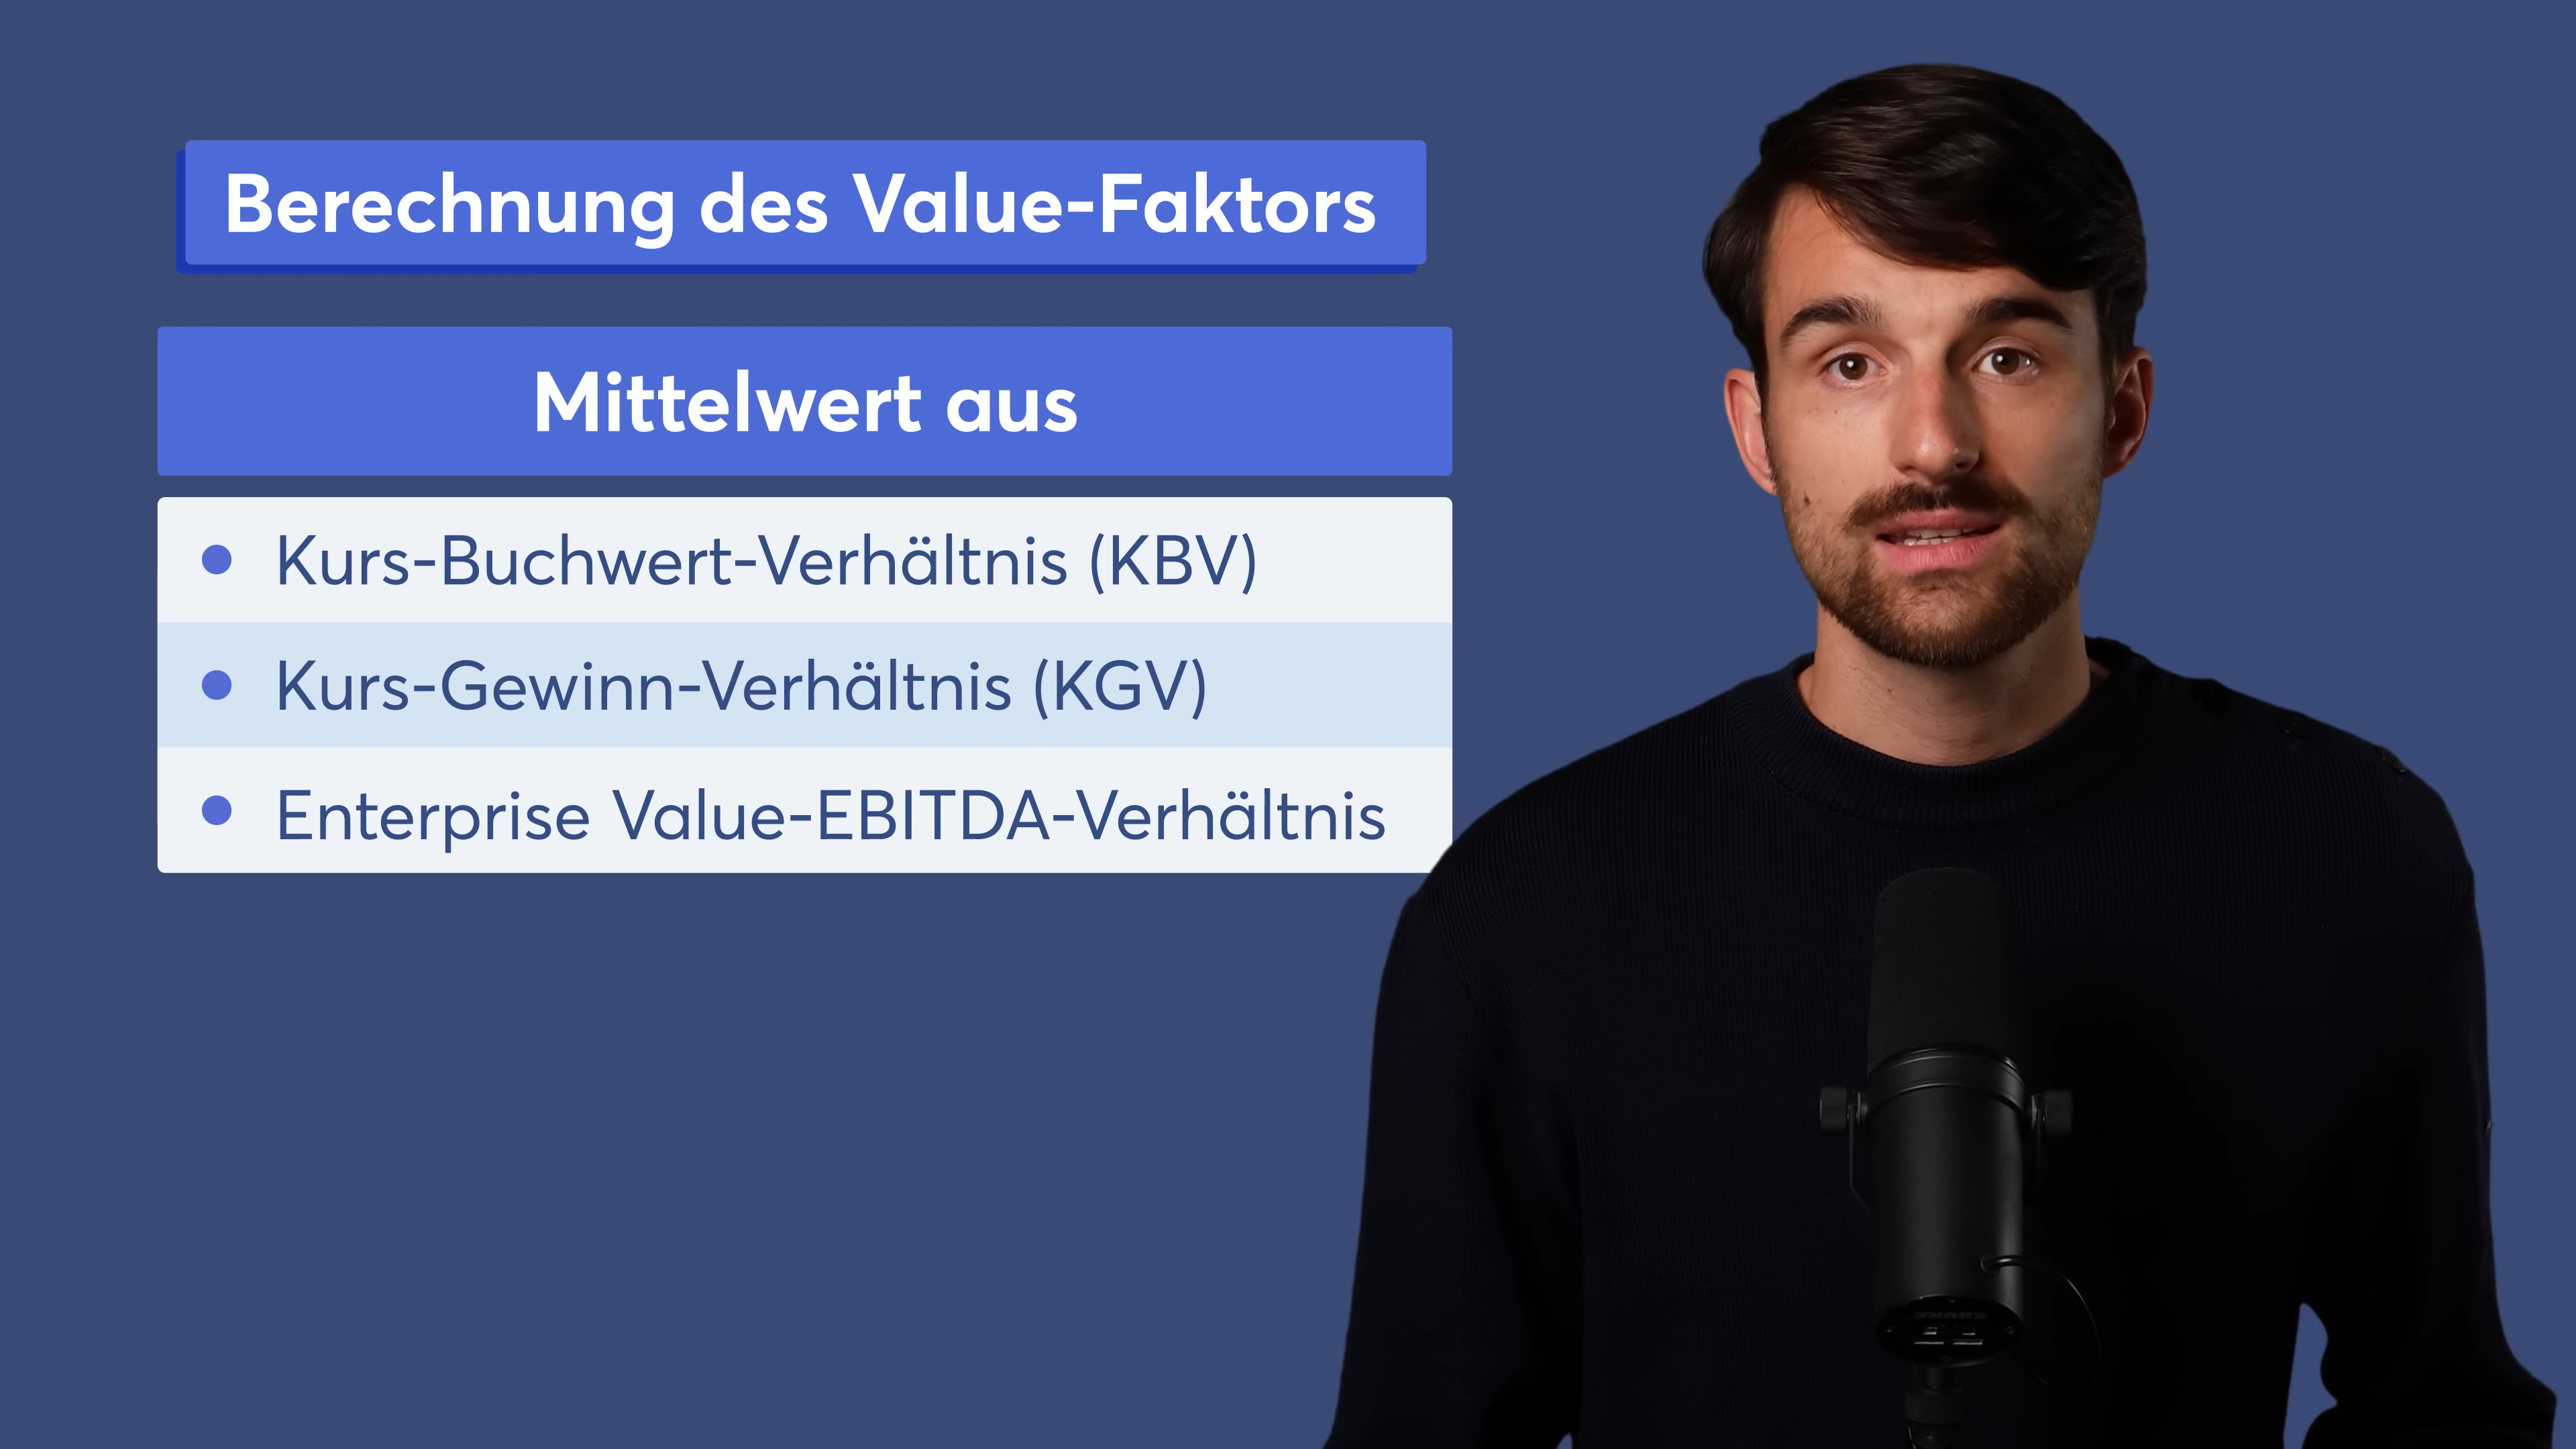 Berechnung des Value-Faktors
Mittelwert aus
Kurs-Buchwert-Verhältnis (KBV)
Kurs-Gewinn-Verhältnis (KGV)
Enterprise Value-EBITDA-Verhältnis